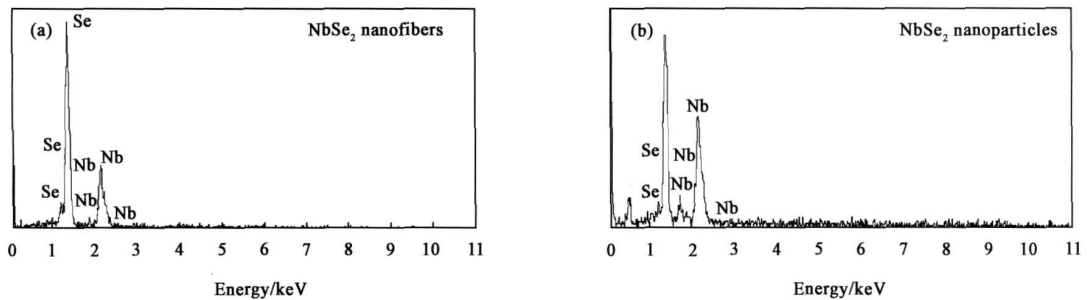 (a)
Se
NbSe₂ nanofibers
Se
Nb
Nb
Se
Nb
Nb
0 1 2 3 4 5 6 7 8 9 10 11
Energy/keV
(b)
NbSe₂ nanoparticles
Nb
Se
Nb
Se
Nb
Nb
0 1 2 3 4 5 6 7 8 9 10 11
Energy/keV